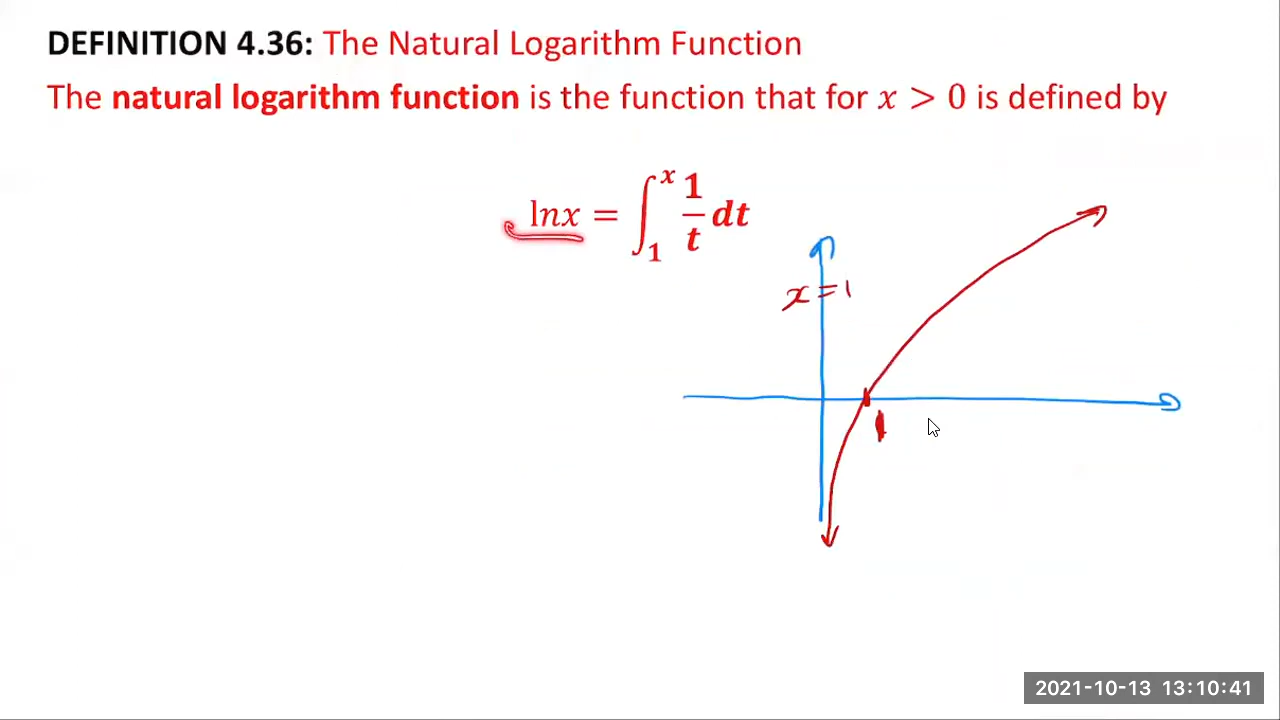 DEFINITION 4.36: The Natural Logarithm Function
The natural logarithm function is the function that for x > 0 is defined by
lnx = ∫₁ˣ 1/t dt
x = 1
1
2021-10-13 13:10:41